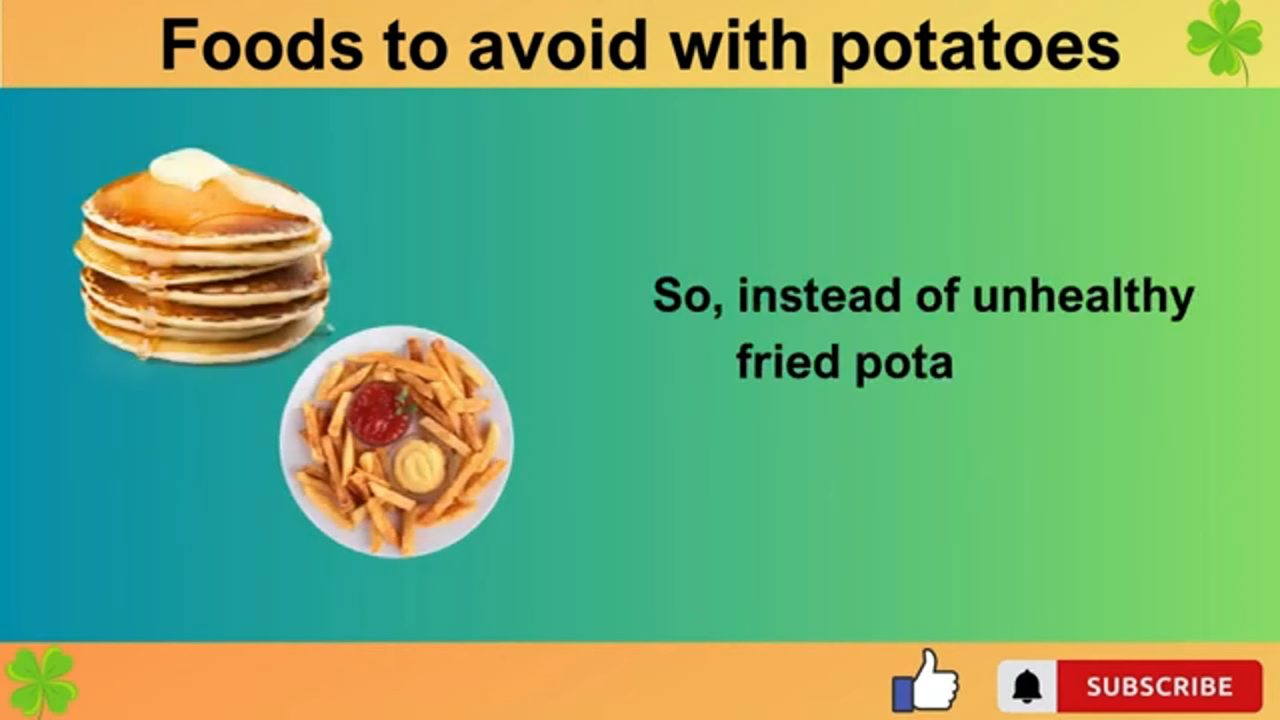 Foods to avoid with potatoes
So, instead of unhealthy
fried pota
SUBSCRIBE